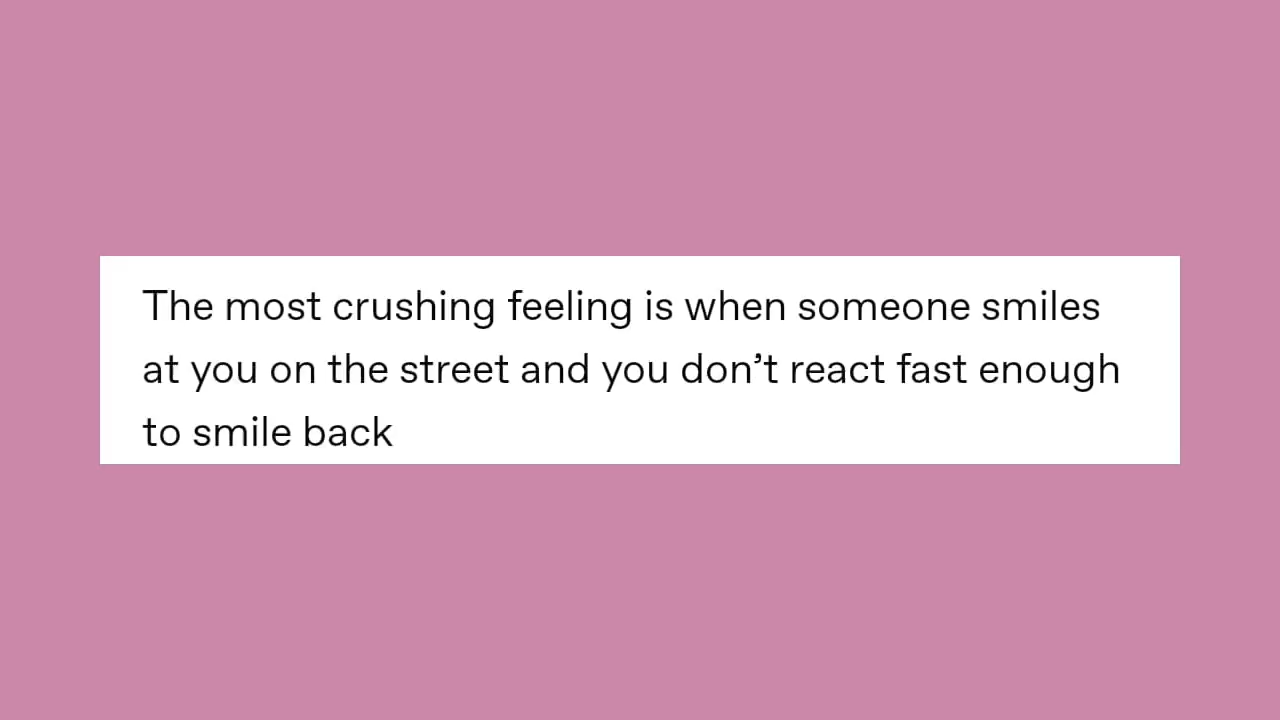 The most crushing feeling is when someone smiles
at you on the street and you don’t react fast enough
to smile back